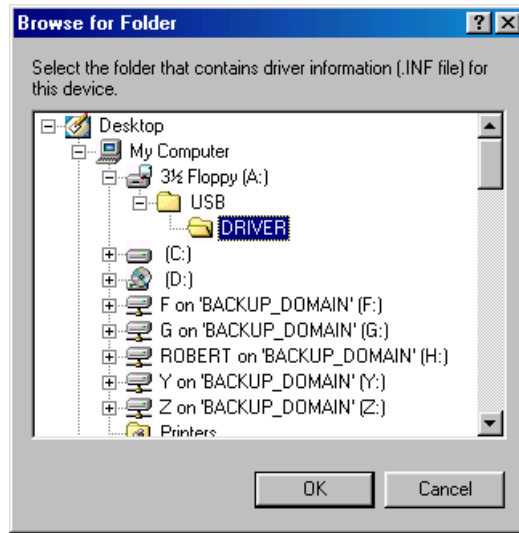 Browse for Folder
Select the folder that contains driver information (.INF file) for
this device.
Desktop
My Computer
3½ Floppy (A:)
USB
DRIVER
(C:)
(D:)
F on 'BACKUP_DOMAIN' (F:)
G on 'BACKUP_DOMAIN' (G:)
ROBERT on 'BACKUP_DOMAIN' (H:)
Y on 'BACKUP_DOMAIN' (Y:)
Z on 'BACKUP_DOMAIN' (Z:)
Printers
OK Cancel